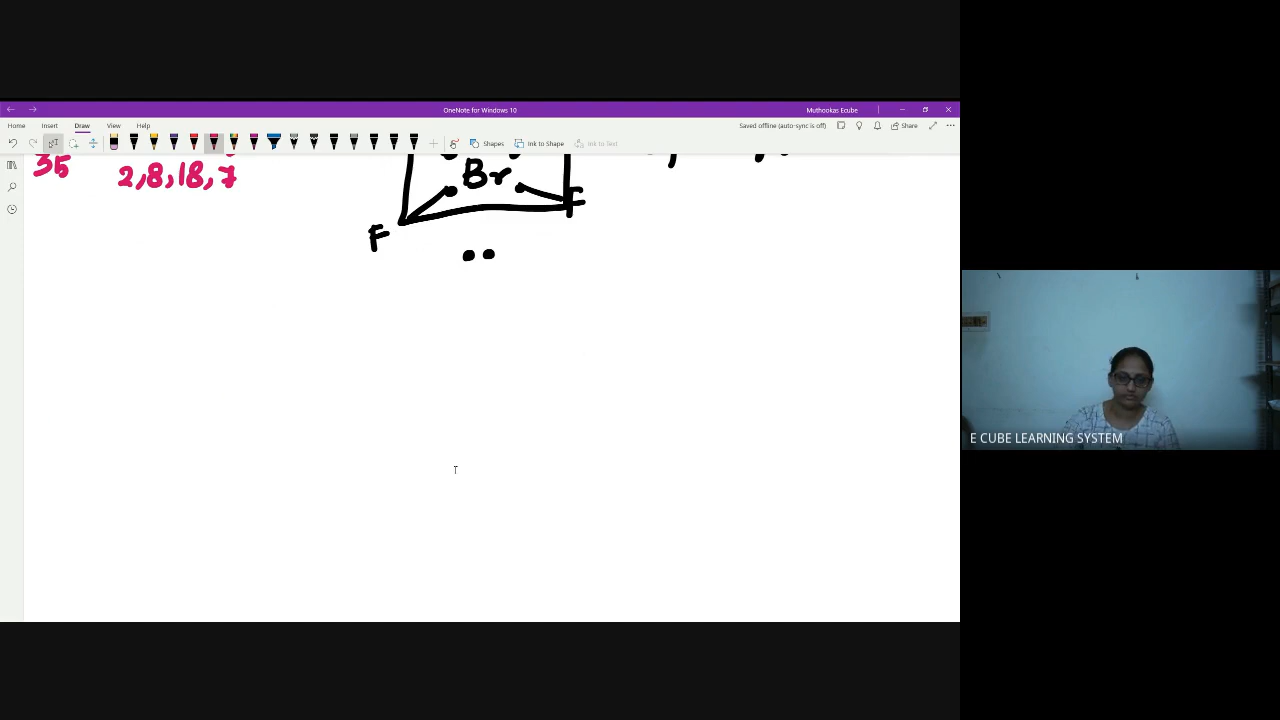 OneNote for Windows 10
Muthookas Ecube
Home Insert Draw View Help
Saved offline (auto-sync is off)
Share
Shapes
Ink to Shape
Ink to Text
35
2,8,18,7
Br
F
F
E CUBE LEARNING SYSTEM